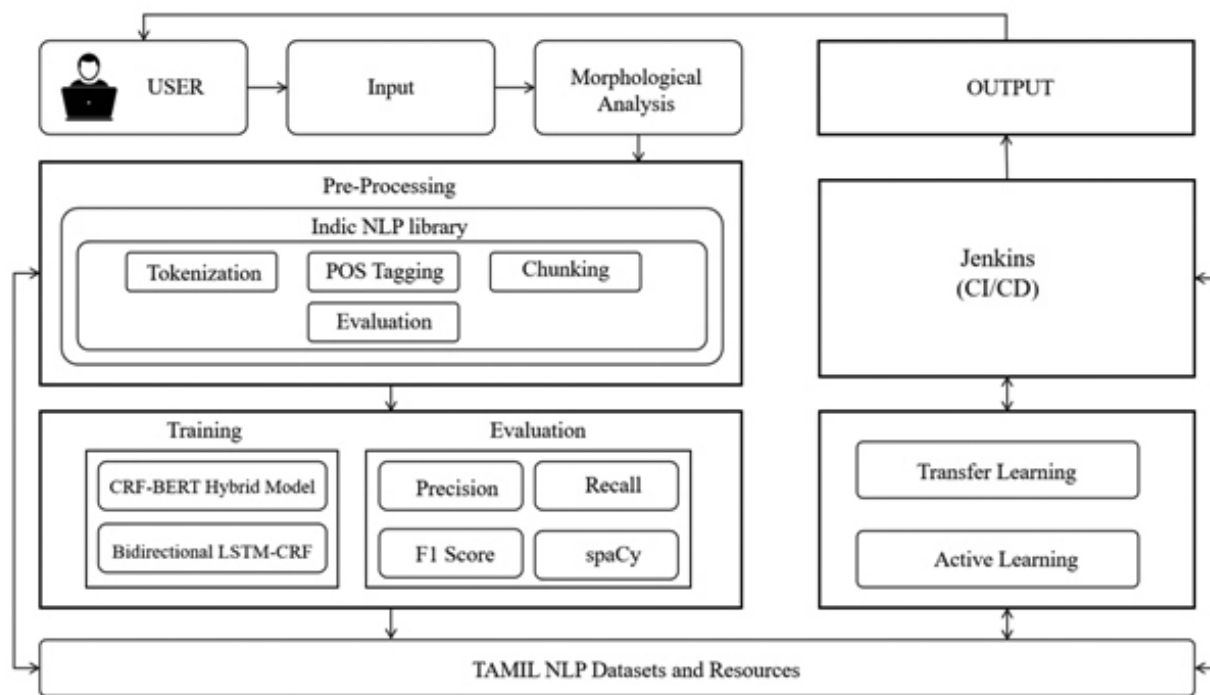 USER
Input
Morphological
Analysis
OUTPUT
Pre-Processing
Indic NLP library
Tokenization
POS Tagging
Chunking
Evaluation
Jenkins
(CI/CD)
Training
Evaluation
CRF-BERT Hybrid Model
Bidirectional LSTM-CRF
Precision
Recall
F1 Score
spaCy
Transfer Learning
Active Learning
TAMIL NLP Datasets and Resources